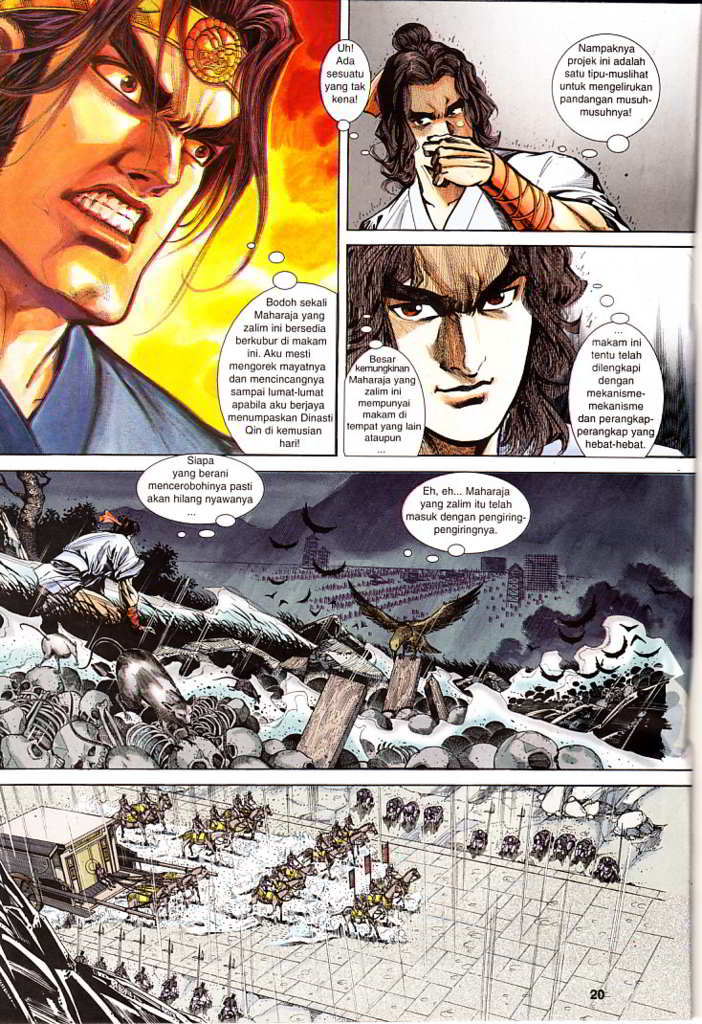 Bodoh sekali
Maharaja yang
zalim ini bersedia
berkubur di makam
ini. Aku mesti
mengorek mayatnya
dan mencincangnya
sampai lumat-lumat
apabila aku berjaya
menumpaskan Dinasti
Qin di kemusian
hari!
Uh!
Ada
sesuatu
yang tak
kena!
Nampaknya
projek ini adalah
satu tipu-muslihat
untuk mengelirukan
pandangan musuh-
musuhnya!
Besar
kemungkinan
Maharaja yang
zalim ini
mempunyai
makam di
tempat yang lain
ataupun
...
...
makam ini
tentu telah
dilengkapi
dengan
mekanisme-
mekanisme
dan perangkap-
perangkap yang
hebat-hebat.
Siapa
yang berani
mencerobohinya pasti
akan hilang nyawanya
...
Eh, eh... Maharaja
yang zalim itu telah
masuk dengan pengiring-
pengiringnya.
20